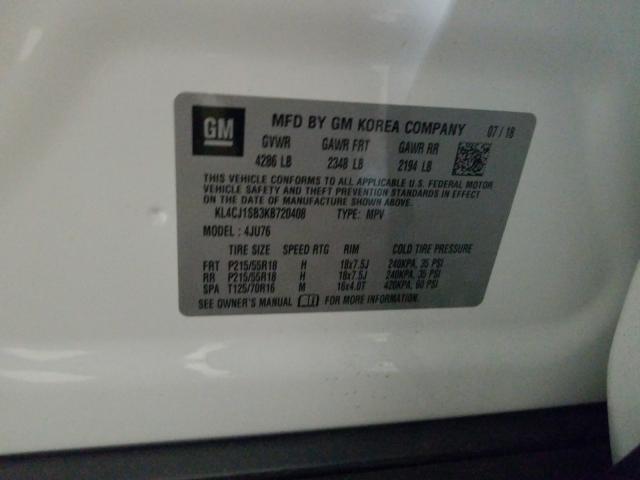 GM MFD BY GM KOREA COMPANY 07/18
GVWR GAWR FRT GAWR RR
4286 LB 2348 LB 2194 LB
THIS VEHICLE CONFORMS TO ALL APPLICABLE U.S. FEDERAL MOTOR
VEHICLE SAFETY AND THEFT PREVENTION STANDARDS IN EFFECT
ON THE DATE OF MANUFACTURE SHOWN ABOVE.
KL4CJ1SB3KB720408 TYPE: MPV
MODEL: 4JU76
TIRE SIZE SPEED RTG RIM COLD TIRE PRESSURE
FRT P215/55R18 H 18x7.5J 240KPA, 35 PSI
RR P215/55R18 H 18x7.5J 240KPA, 35 PSI
SPA T125/70R16 M 16x4.0T 420KPA, 60 PSI
SEE OWNER'S MANUAL FOR MORE INFORMATION.